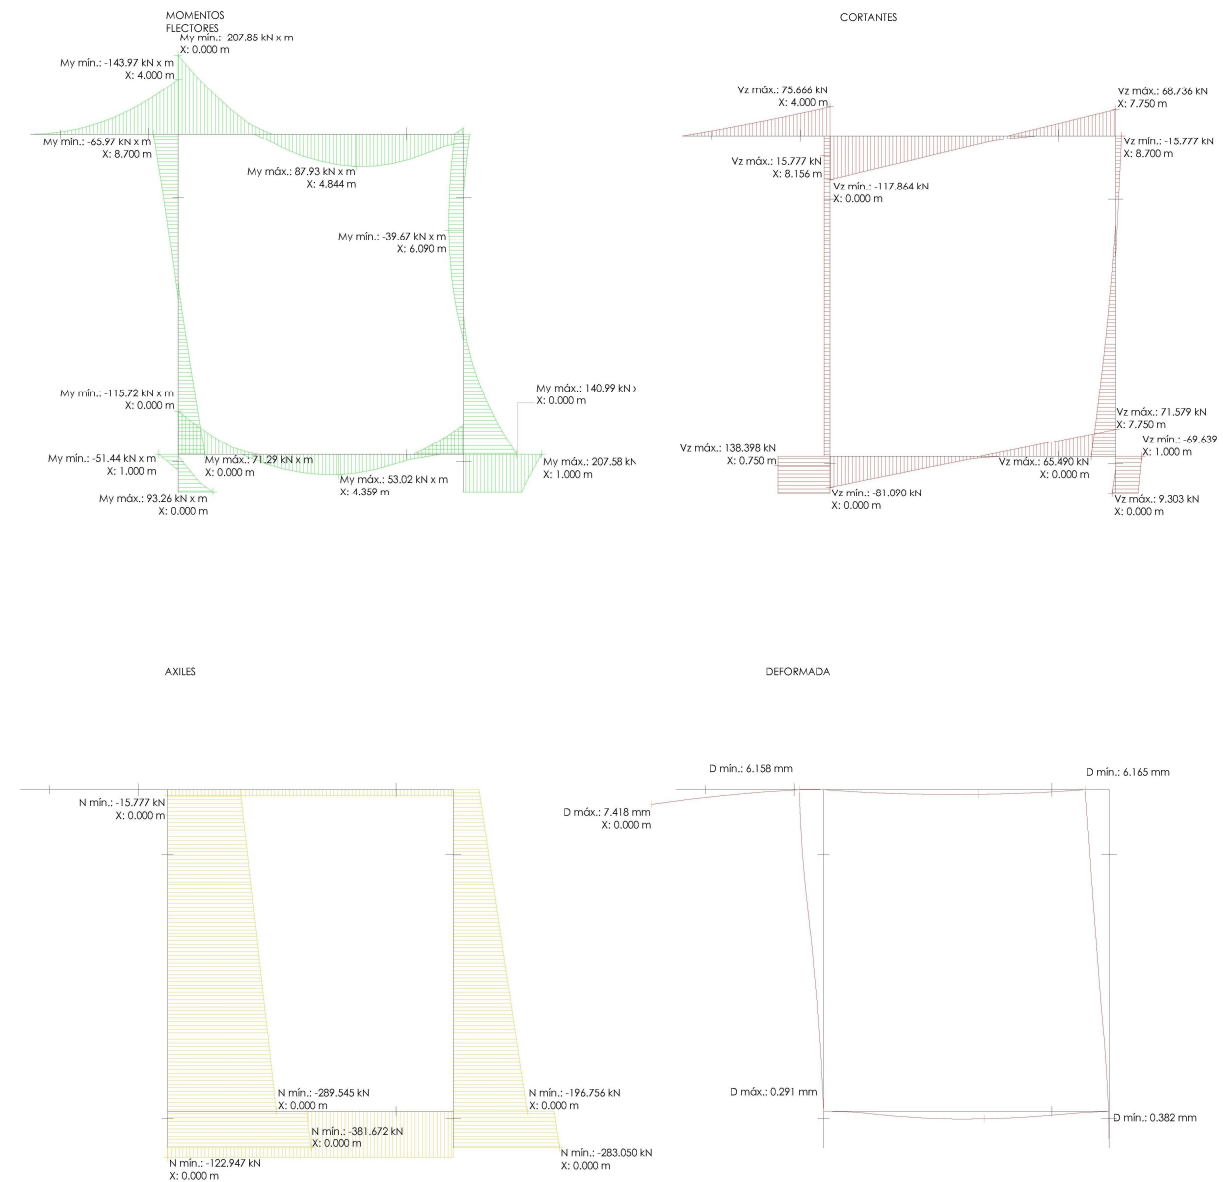 MOMENTOS
FLECTORES
My mín.: 207.85 kN x m
X: 0.000 m
My mín.: -143.97 kN x m
X: 4.000 m
My mín.: -65.97 kN x m
X: 8.700 m
My máx.: 87.93 kN x m
X: 4.844 m
My mín.: -39.67 kN x m
X: 6.090 m
My mín.: -115.72 kN x m
X: 0.000 m
My máx.: 140.99 kN x
X: 0.000 m
My mín.: -51.44 kN x m
X: 1.000 m
My máx.: 71.29 kN x m
X: 0.000 m
My máx.: 53.02 kN x m
X: 4.359 m
My máx.: 207.58 kN
X: 1.000 m
My máx.: 93.26 kN x m
X: 0.000 m
CORTANTES
Vz máx.: 75.666 kN
X: 4.000 m
Vz máx.: 68.736 kN
X: 7.750 m
Vz máx.: 15.777 kN
X: 8.156 m
Vz mín.: -15.777 kN
X: 8.700 m
Vz mín.: -117.864 kN
X: 0.000 m
Vz máx.: 71.579 kN
X: 7.750 m
Vz máx.: 138.398 kN
X: 0.750 m
Vz máx.: 65.490 kN
X: 0.000 m
Vz mín.: -69.639
X: 1.000 m
Vz mín.: -81.090 kN
X: 0.000 m
Vz máx.: 9.303 kN
X: 0.000 m
AXILES
N mín.: -15.777 kN
X: 0.000 m
N mín.: -289.545 kN
X: 0.000 m
N mín.: -196.756 kN
X: 0.000 m
N mín.: -381.672 kN
X: 0.000 m
N mín.: -122.947 kN
X: 0.000 m
N mín.: -283.050 kN
X: 0.000 m
DEFORMADA
D mín.: 6.158 mm
D mín.: 6.165 mm
D máx.: 7.418 mm
X: 0.000 m
D máx.: 0.291 mm
D mín.: 0.382 mm